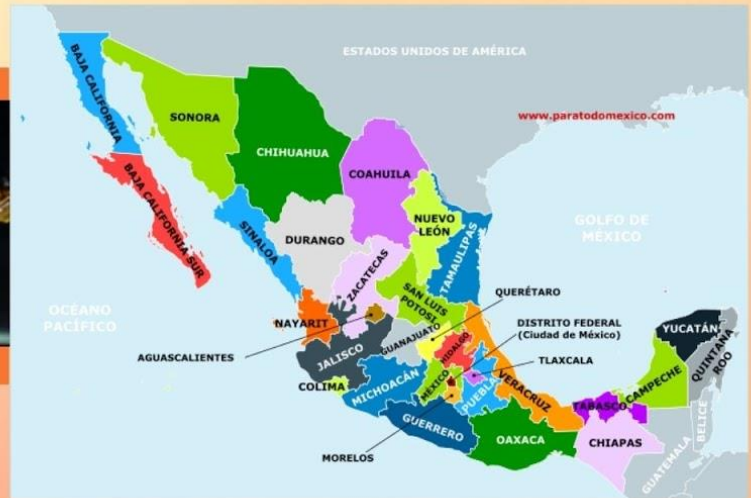 ESTADOS UNIDOS DE AMÉRICA
BAJA CALIFORNIA
SONORA
www.paratodomexico.com
CHIHUAHUA
COAHUILA
BAJA CALIFORNIA SUR
NUEVO
LEÓN
GOLFO DE
MÉXICO
SINALOA
DURANGO
TAMAULIPAS
ZACATECAS
SAN LUIS
POTOSI
QUERÉTARO
OCÉANO
PACÍFICO
NAYARIT
DISTRITO FEDERAL
(Ciudad de México)
YUCATÁN
AGUASCALIENTES
GUANAJUATO
HIDALGO
TLAXCALA
QUINTANA
ROO
JALISCO
COLIMA
MICHOACÁN
MÉXICO
PUEBLA
VERACRUZ
TABASCO
CAMPECHE
BELICE
GUERRERO
OAXACA
CHIAPAS
GUATEMALA
MORELOS